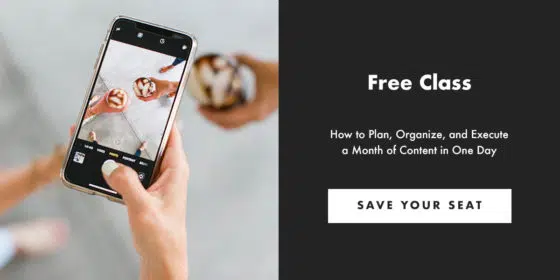 Free Class
How to Plan, Organize, and Execute
a Month of Content in One Day
SAVE YOUR SEAT